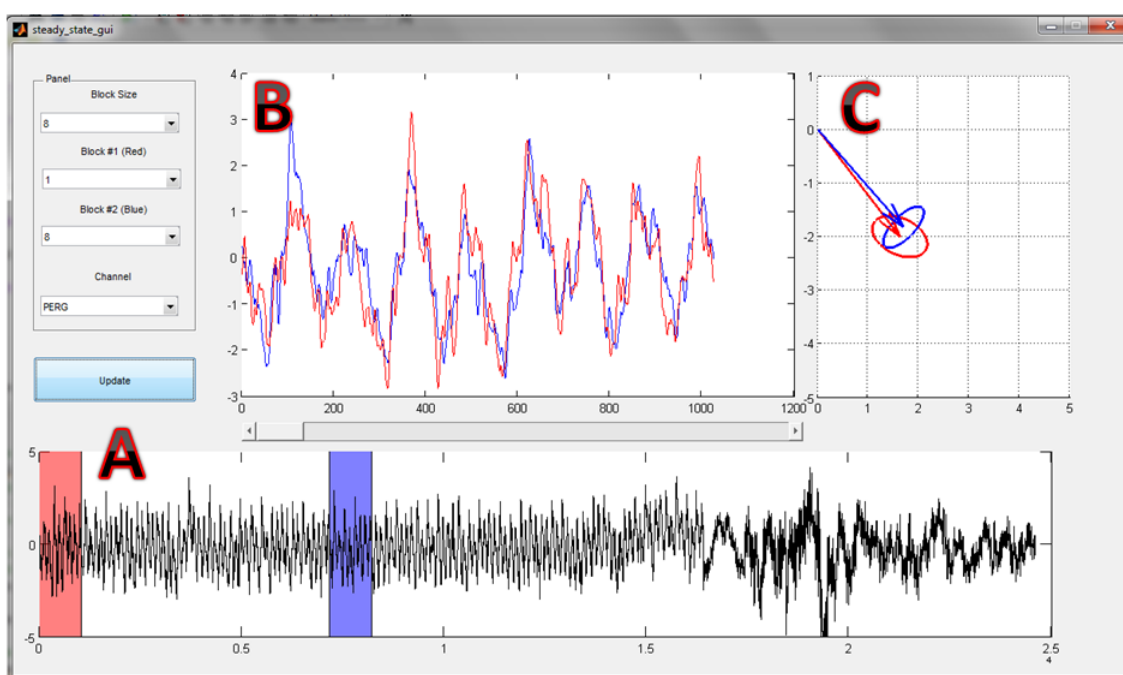 steady_state_gui
Panel
Block Size
8
Block #1 (Red)
1
Block #2 (Blue)
8
Channel
PERG
Update
B
4
3
2
1
0
-1
-2
-3
0 200 400 600 800 1000 1200
C
1
0
-1
-2
-3
-4
-5
0 1 2 3 4 5
A
5
0
-5
0 0.5 1 1.5 2 2.5
4